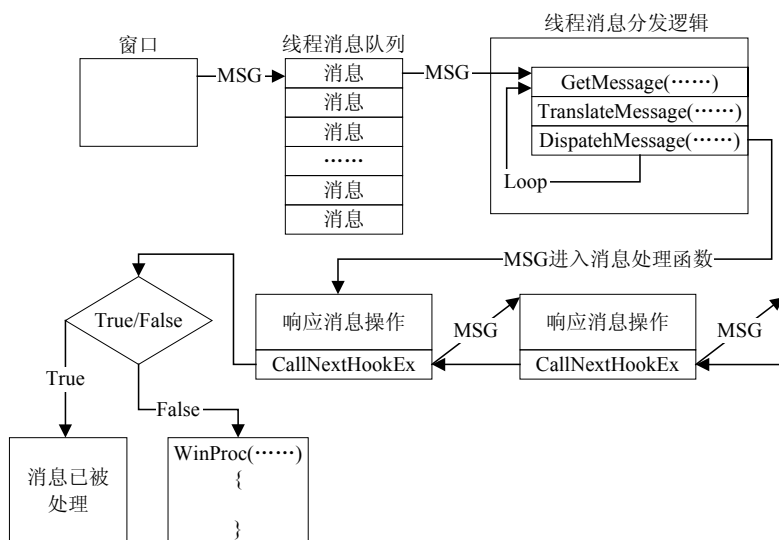 窗口
线程消息队列
线程消息分发逻辑
MSG
消息
消息
消息
……
消息
消息
MSG
GetMessage(……)
TranslateMessage(……)
DispatehMessage(……)
Loop
MSG进入消息处理函数
True/False
响应消息操作
CallNextHookEx
MSG
响应消息操作
CallNextHookEx
MSG
True
False
消息已被
处理
WinProc(……)
{
}